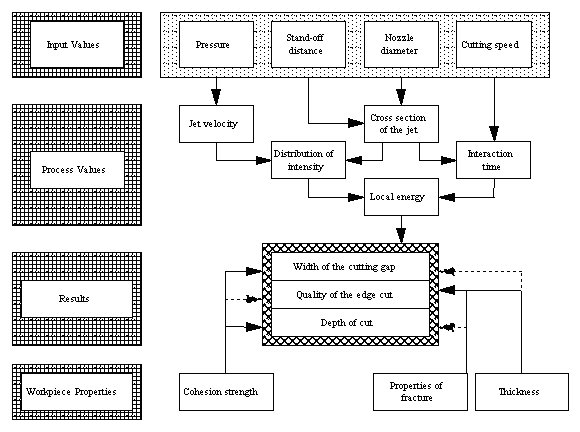 Input Values
Pressure
Stand-off
distance
Nozzle
diameter
Cutting speed
Process Values
Jet velocity
Cross section
of the jet
Distribution of
intensity
Interaction
time
Local energy
Results
Width of the cutting gap
Quality of the edge cut
Depth of cut
Workpiece Properties
Cohesion strength
Properties of
fracture
Thickness